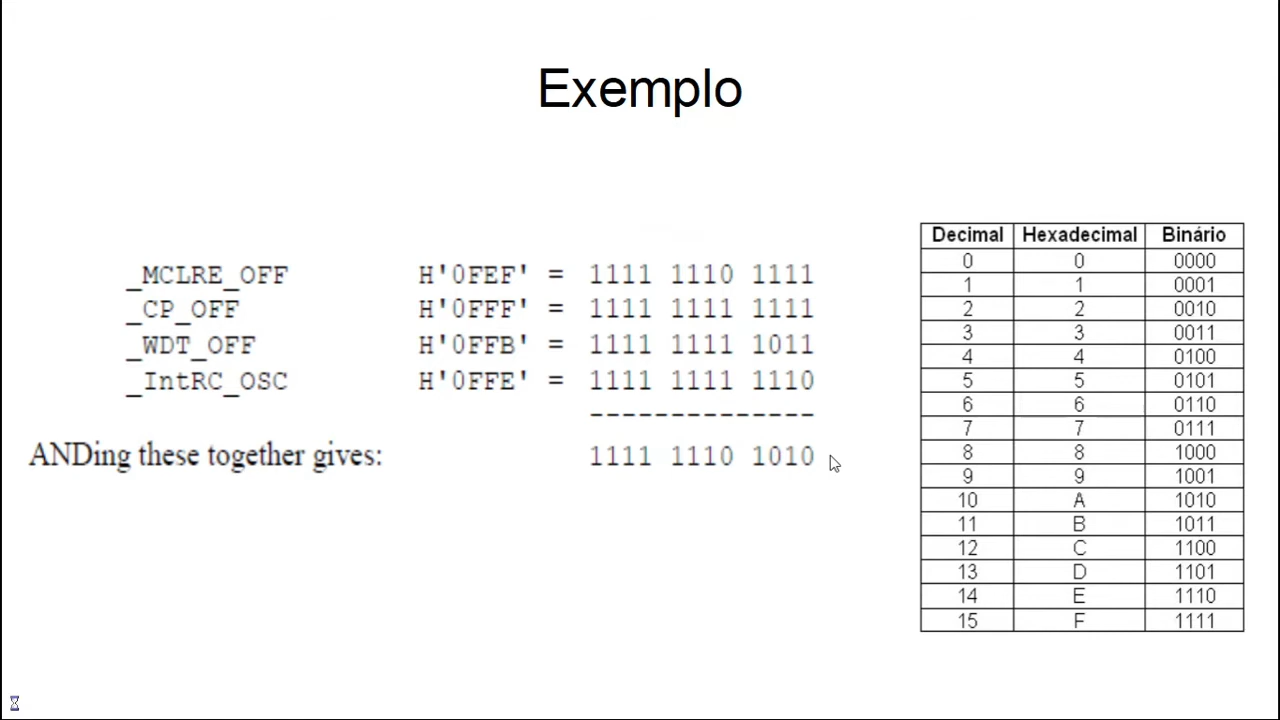 Exemplo
_MCLRE_OFF H'0FEF' = 1111 1110 1111
_CP_OFF H'0FFF' = 1111 1111 1111
_WDT_OFF H'0FFB' = 1111 1111 1011
_IntRC_OSC H'0FFE' = 1111 1111 1110
--------------
ANDing these together gives: 1111 1110 1010
Decimal Hexadecimal Binário
0 0 0000
1 1 0001
2 2 0010
3 3 0011
4 4 0100
5 5 0101
6 6 0110
7 7 0111
8 8 1000
9 9 1001
10 A 1010
11 B 1011
12 C 1100
13 D 1101
14 E 1110
15 F 1111